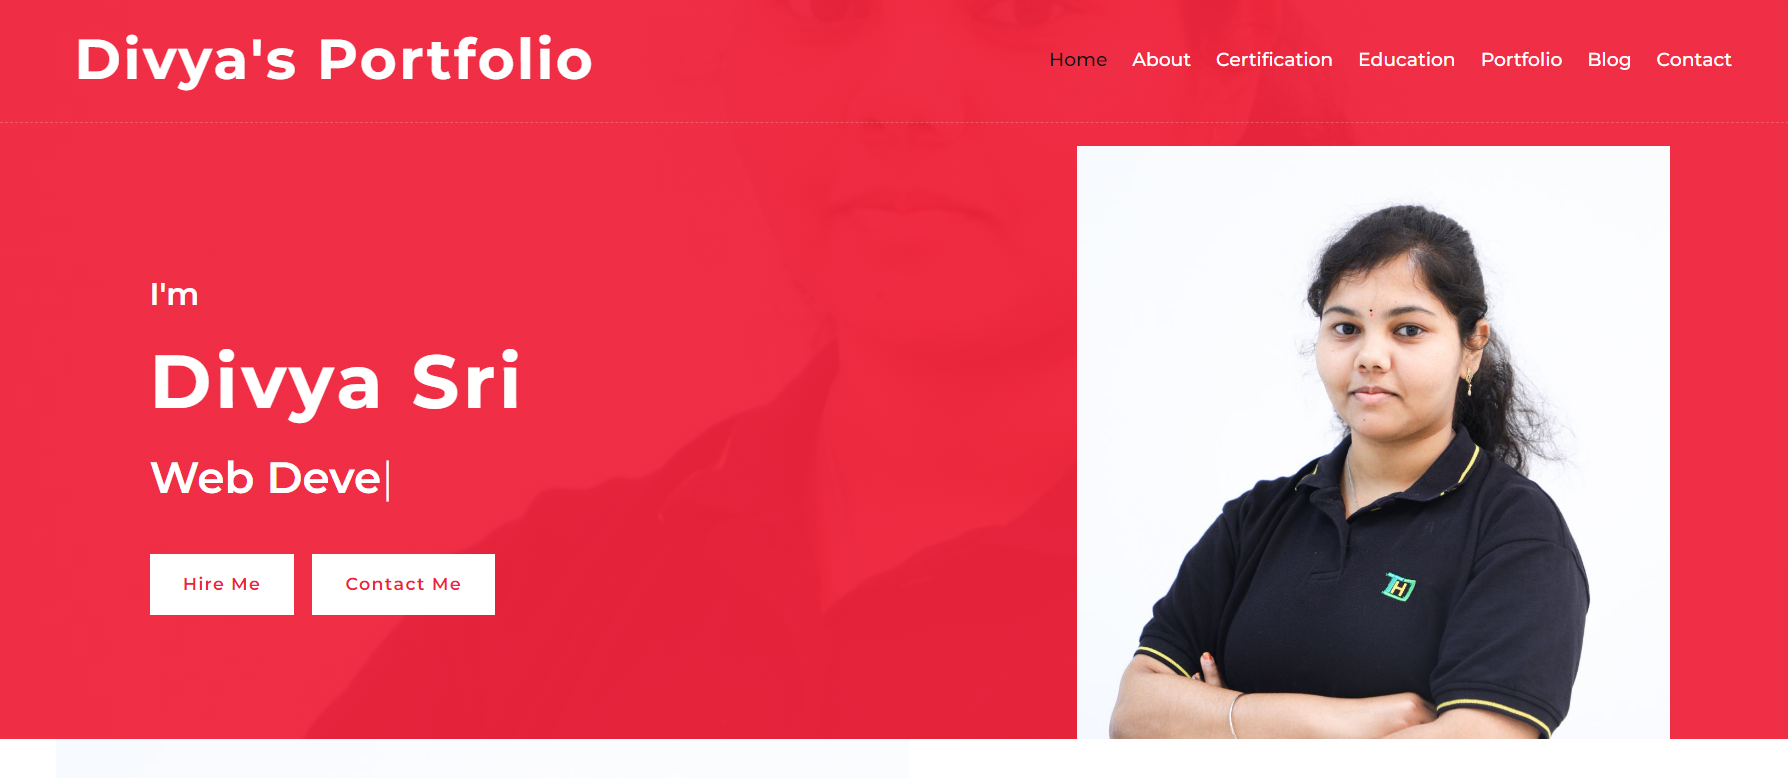 Divya's Portfolio
Home About Certification Education Portfolio Blog Contact
I'm
Divya Sri
Web Deve
Hire Me Contact Me
H